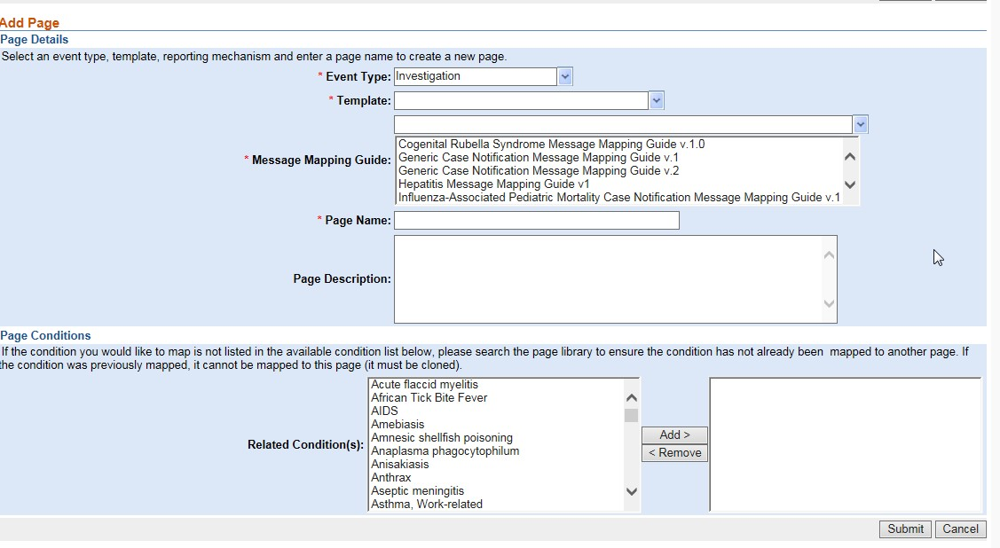 Add Page
Page Details
Select an event type, template, reporting mechanism and enter a page name to create a new page.
* Event Type: Investigation
* Template:
* Message Mapping Guide:
Cogenital Rubella Syndrome Message Mapping Guide v.1.0
Generic Case Notification Message Mapping Guide v.1
Generic Case Notification Message Mapping Guide v.2
Hepatitis Message Mapping Guide v1
Influenza-Associated Pediatric Mortality Case Notification Message Mapping Guide v.1
* Page Name:
Page Description:
Page Conditions
If the condition you would like to map is not listed in the available condition list below, please search the page library to ensure the condition has not already been mapped to another page. If
the condition was previously mapped, it cannot be mapped to this page (it must be cloned).
Related Condition(s):
Acute flaccid myelitis
African Tick Bite Fever
AIDS
Amebiasis
Amnesic shellfish poisoning
Anaplasma phagocytophilum
Anisakiasis
Anthrax
Aseptic meningitis
Asthma, Work-related
Add >
< Remove
Submit Cancel